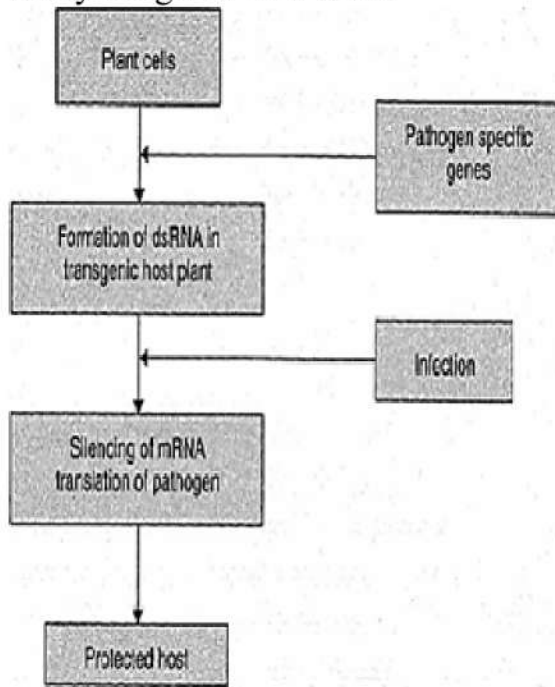 Plant cells
Pathogen specific
genes
Formation of dsRNA in
transgenic host plant
Infection
Silencing of mRNA
translation of pathogen
Protected host